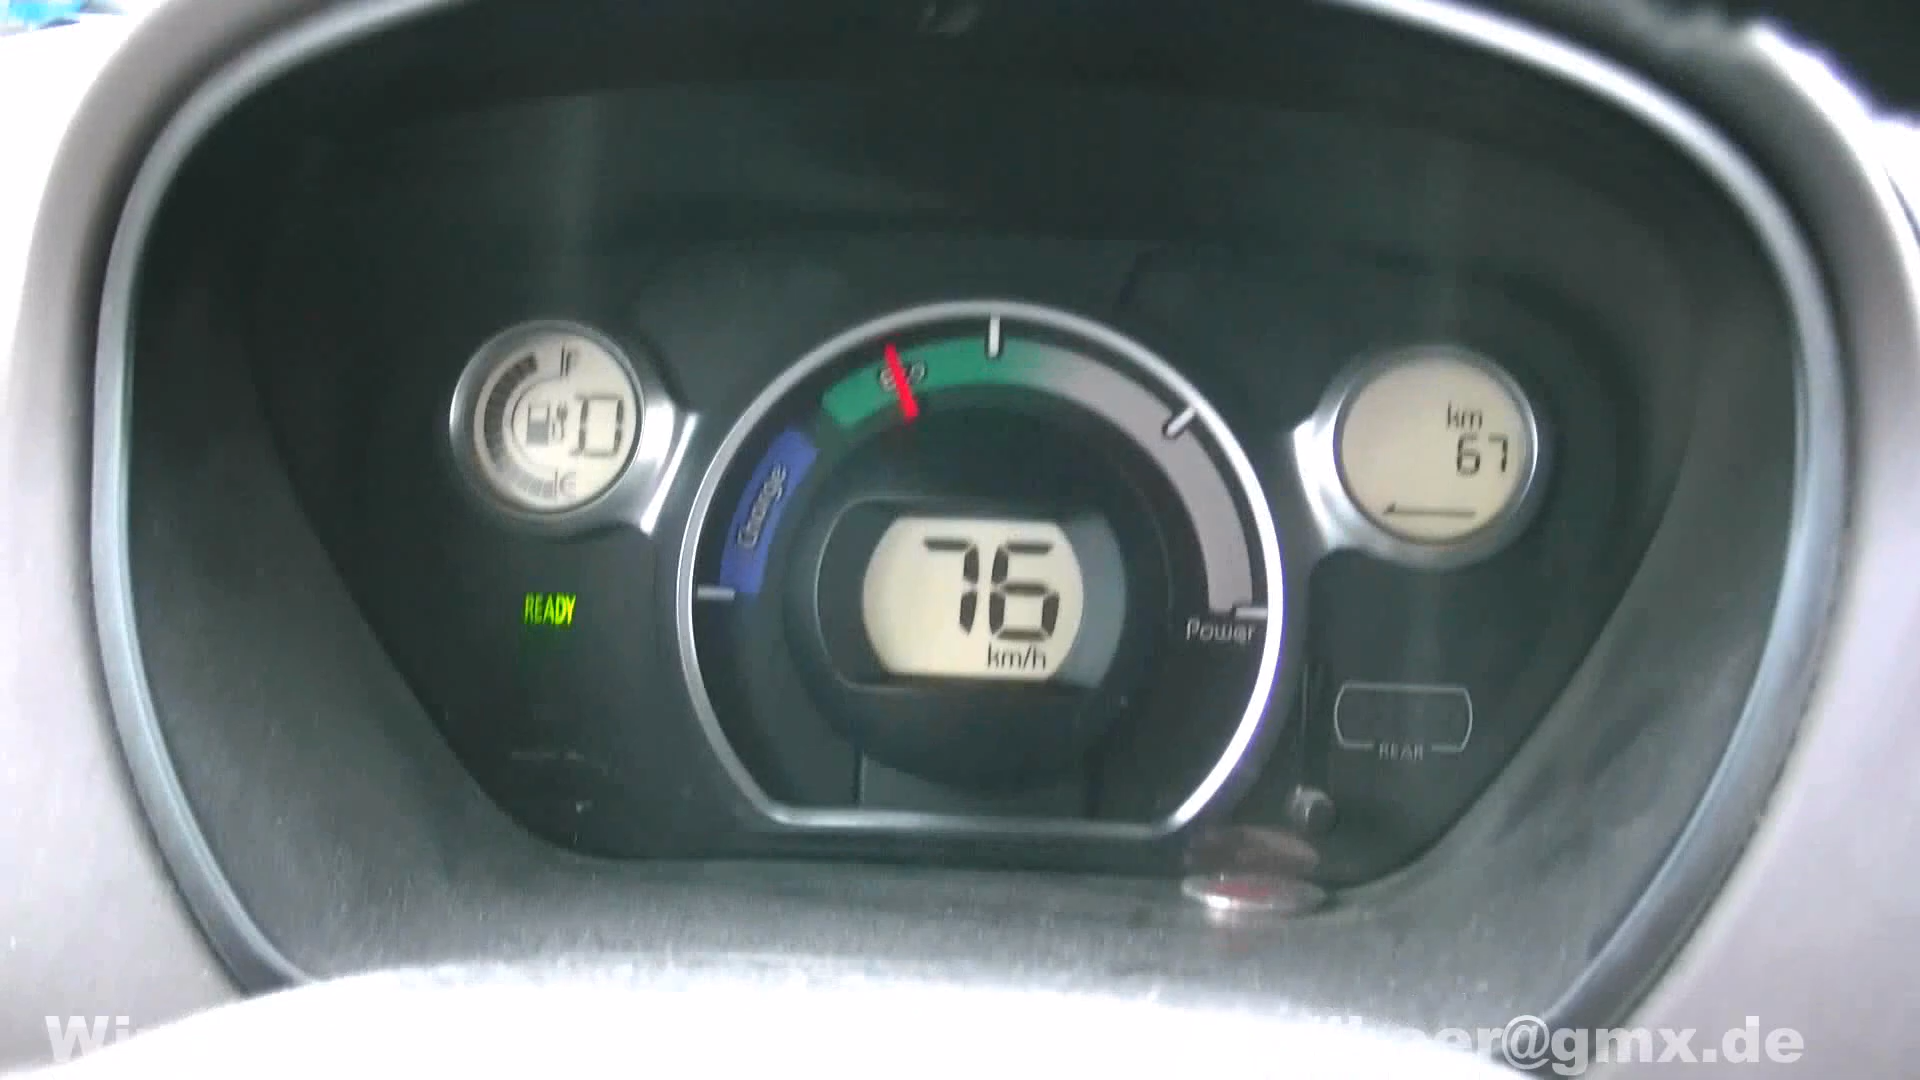 F
D
E
eco
km
67
Charge
76
km/h
READY
Power
REAR
@gmx.de